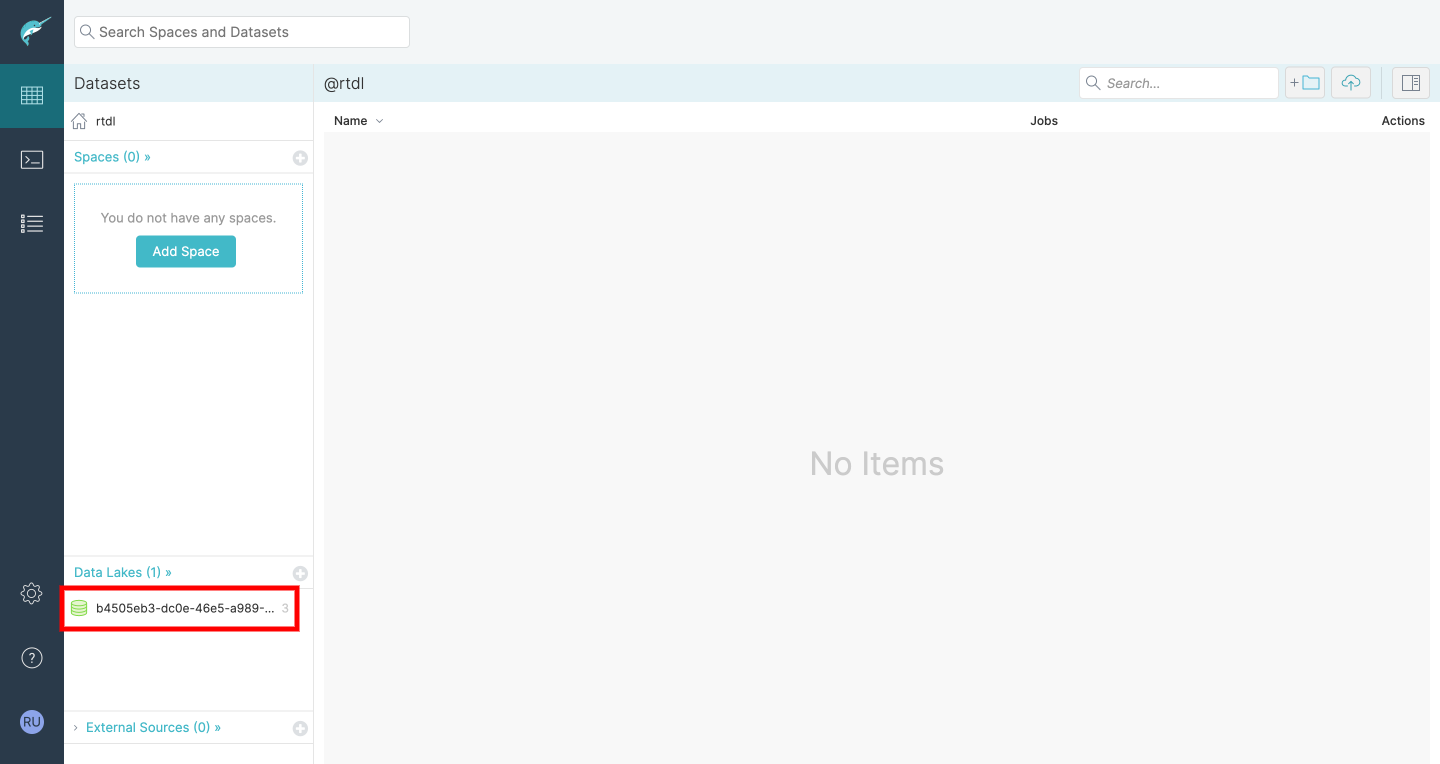 Search Spaces and Datasets
Datasets
@rtdl
Search...
rtdl
Name
Jobs
Actions
Spaces (0) »
You do not have any spaces.
Add Space
No Items
Data Lakes (1) »
b4505eb3-dc0e-46e5-a989-... 3
External Sources (0) »
?
RU